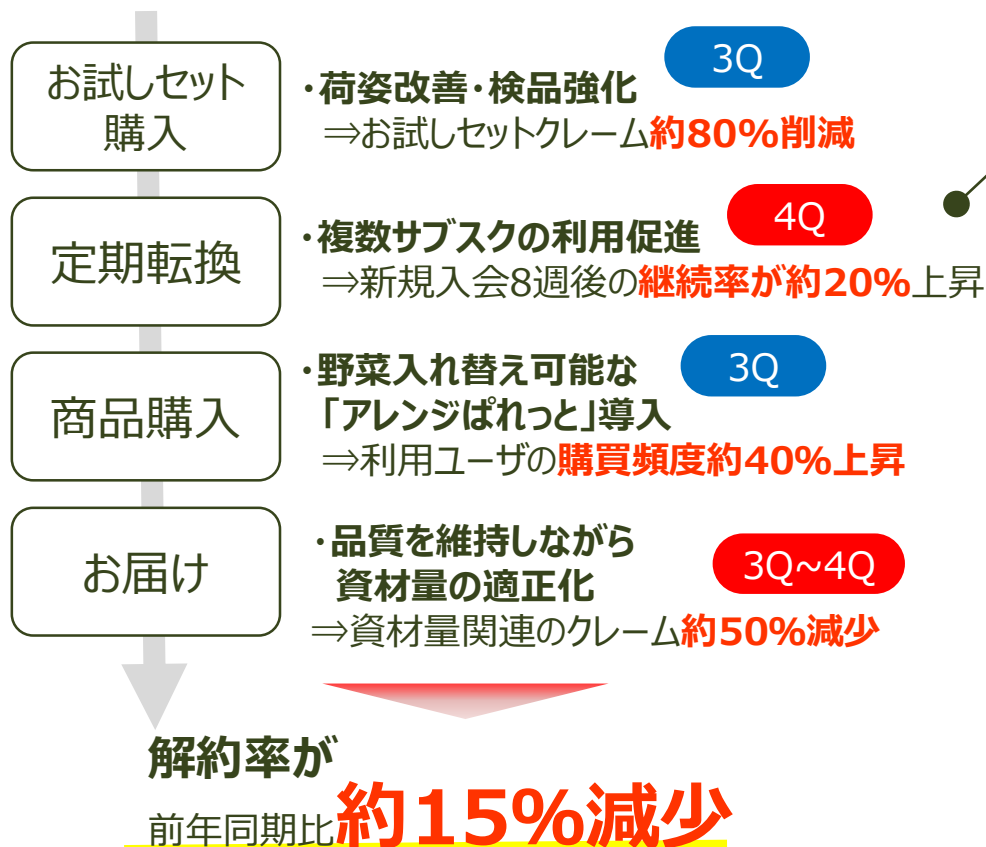 お試しセット
購入
・荷姿改善・検品強化
3Q
⇒お試しセットクレーム約80%削減
定期転換
・複数サブスクの利用促進
4Q
⇒新規入会8週後の継続率が約20%上昇
商品購入
・野菜入れ替え可能な
「アレンジぱれっと」導入
3Q
⇒利用ユーザの購買頻度約40%上昇
お届け
・品質を維持しながら
資材量の適正化
3Q~4Q
⇒資材量関連のクレーム約50%減少
解約率が
前年同期比約15%減少